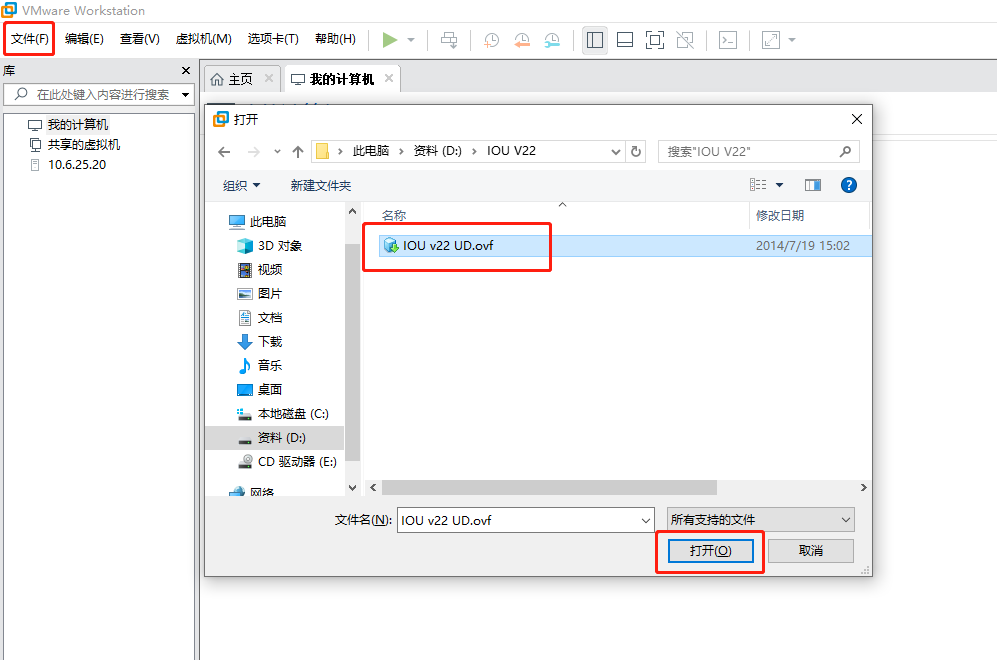 VMware Workstation
文件(F) 编辑(E) 查看(V) 虚拟机(M) 选项卡(T) 帮助(H)
库
在此处键入内容进行搜索
我的计算机
共享的虚拟机
10.6.25.20
主页 我的计算机
打开
此电脑 资料 (D:) IOU V22 搜索"IOU V22"
组织 新建文件夹
名称 修改日期
此电脑
3D 对象
视频
图片
文档
下载
音乐
桌面
本地磁盘 (C:)
资料 (D:)
CD 驱动器 (E:)
网络
IOU v22 UD.ovf 2014/7/19 15:02
文件名(N): IOU v22 UD.ovf 所有支持的文件
打开(O) 取消